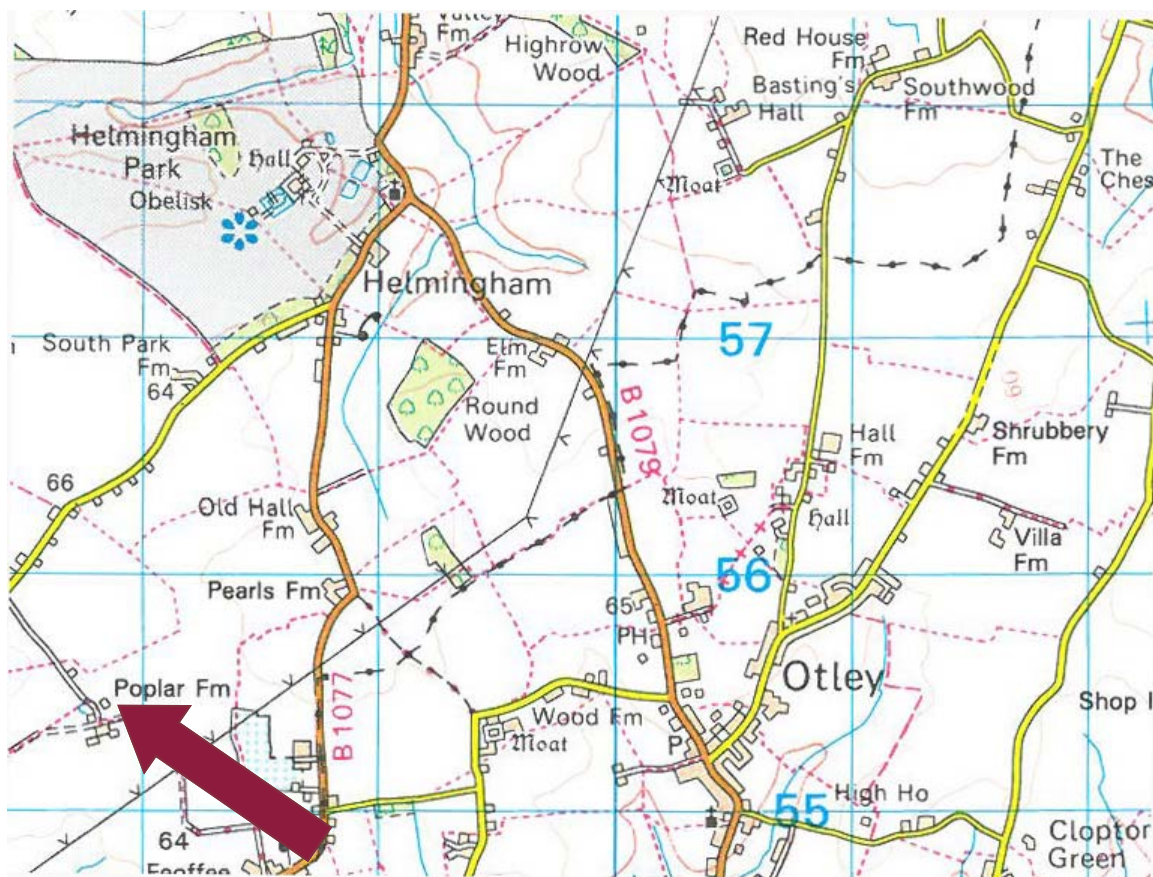 Valley
Fm
Highrow
Wood
Red House
Fm
Basting's
Hall
Southwood
Fm
Helmingham
Park
Hall
Obelisk
The
Ches
Moat
Helmingham
South Park
Fm
64
Elm
Fm
57
Round
Wood
B 1079
60
Shrubbery
Fm
Hall
Fm
66
Moat
Hall
Old Hall
Fm
Villa
Fm
56
Pearls Fm
65
PH
Otley
Poplar Fm
Shop
B 1077
Wood Fm
Moat
P
55
High Ho
64
Clopton
Green